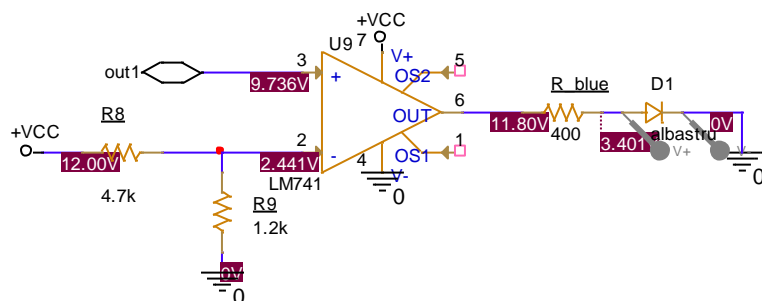 +VCC
U9
7
V+
5
3
out1
+
OS2
9.736V
R_blue
D1
6
OUT
11.80V
400
albastru
0V
R8
+VCC
2
-
1
3.401
V+
V-
12.00V
2.441V
OS1
4
LM741
V-
0
0
4.7k
R9
1.2k
0V
0